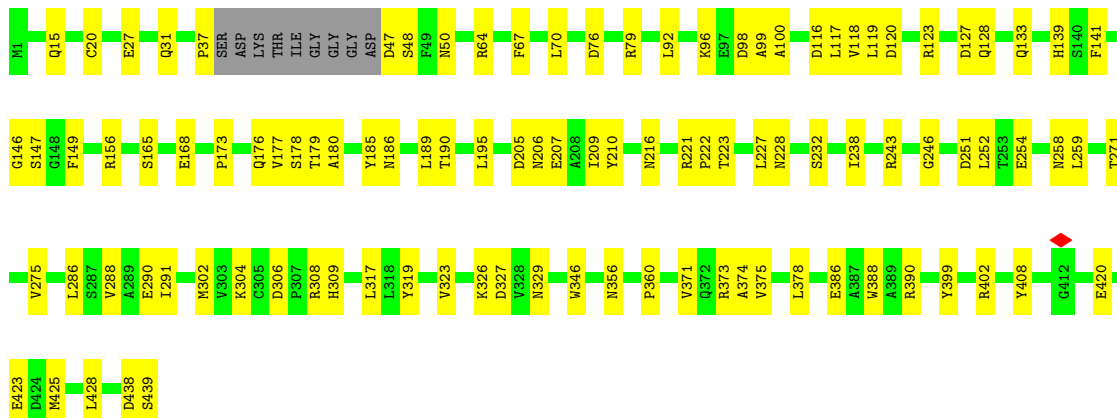 M1 Q15 C20 E27 Q31 P37 SER ASP LYS THR ILE GLY GLY GLY ASP D47 S48 F49 N50 R64 F67 L70 D76 R79 L92 K96 E97 D98 A99 A100 D116 L117 V118 L119 D120 R123 D127 Q128 Q133 H139 S140 F141
G146 S147 G148 F149 R156 S165 E168 P173 Q176 V177 S178 T179 A180 Y185 N186 L189 T190 L195 D205 N206 E207 A208 I209 Y210 N216 R221 P222 T223 L227 N228 S232 I238 R243 G246 D251 L252 T253 E254 N258 L259 T271
V275 L286 S287 V288 A289 E290 I291 M302 V303 K304 C305 D306 P307 R308 H309 L317 L318 Y319 V323 K326 D327 V328 N329 W346 N356 P360 V371 Q372 R373 A374 V375 L378 E386 A387 W388 A389 R390 Y399 R402 Y408 G412 E420
E423 D424 M425 L428 D438 S439